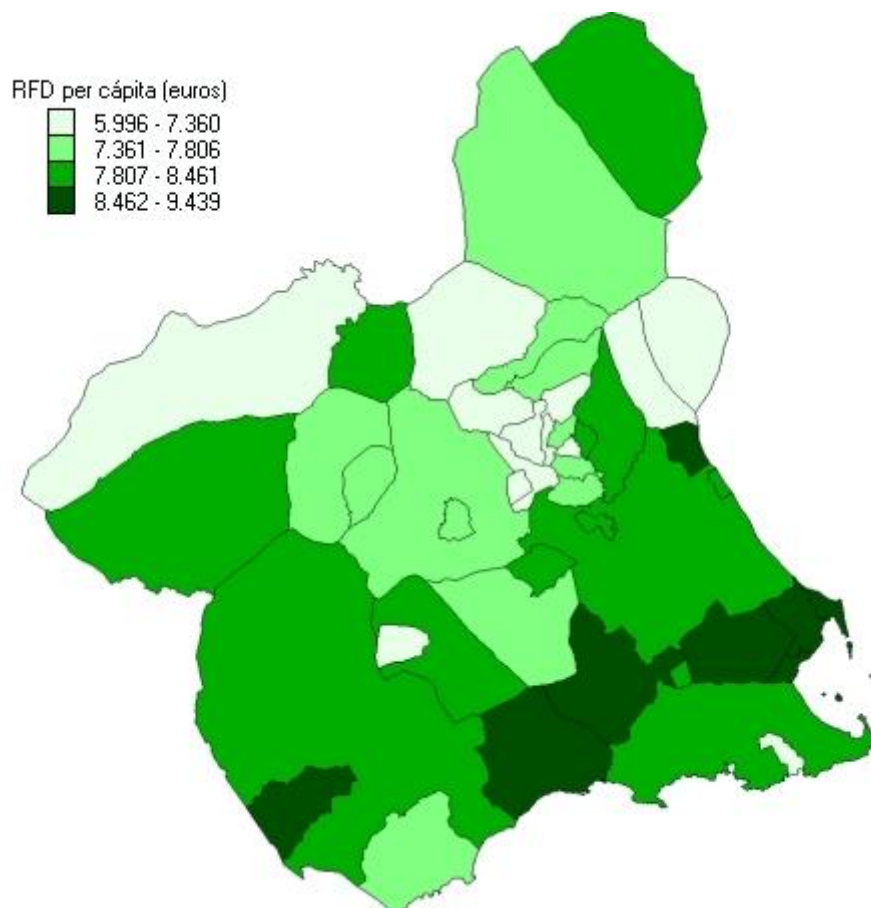 RFD per cápita (euros)
5.996 - 7.360
7.361 - 7.806
7.807 - 8.461
8.462 - 9.439